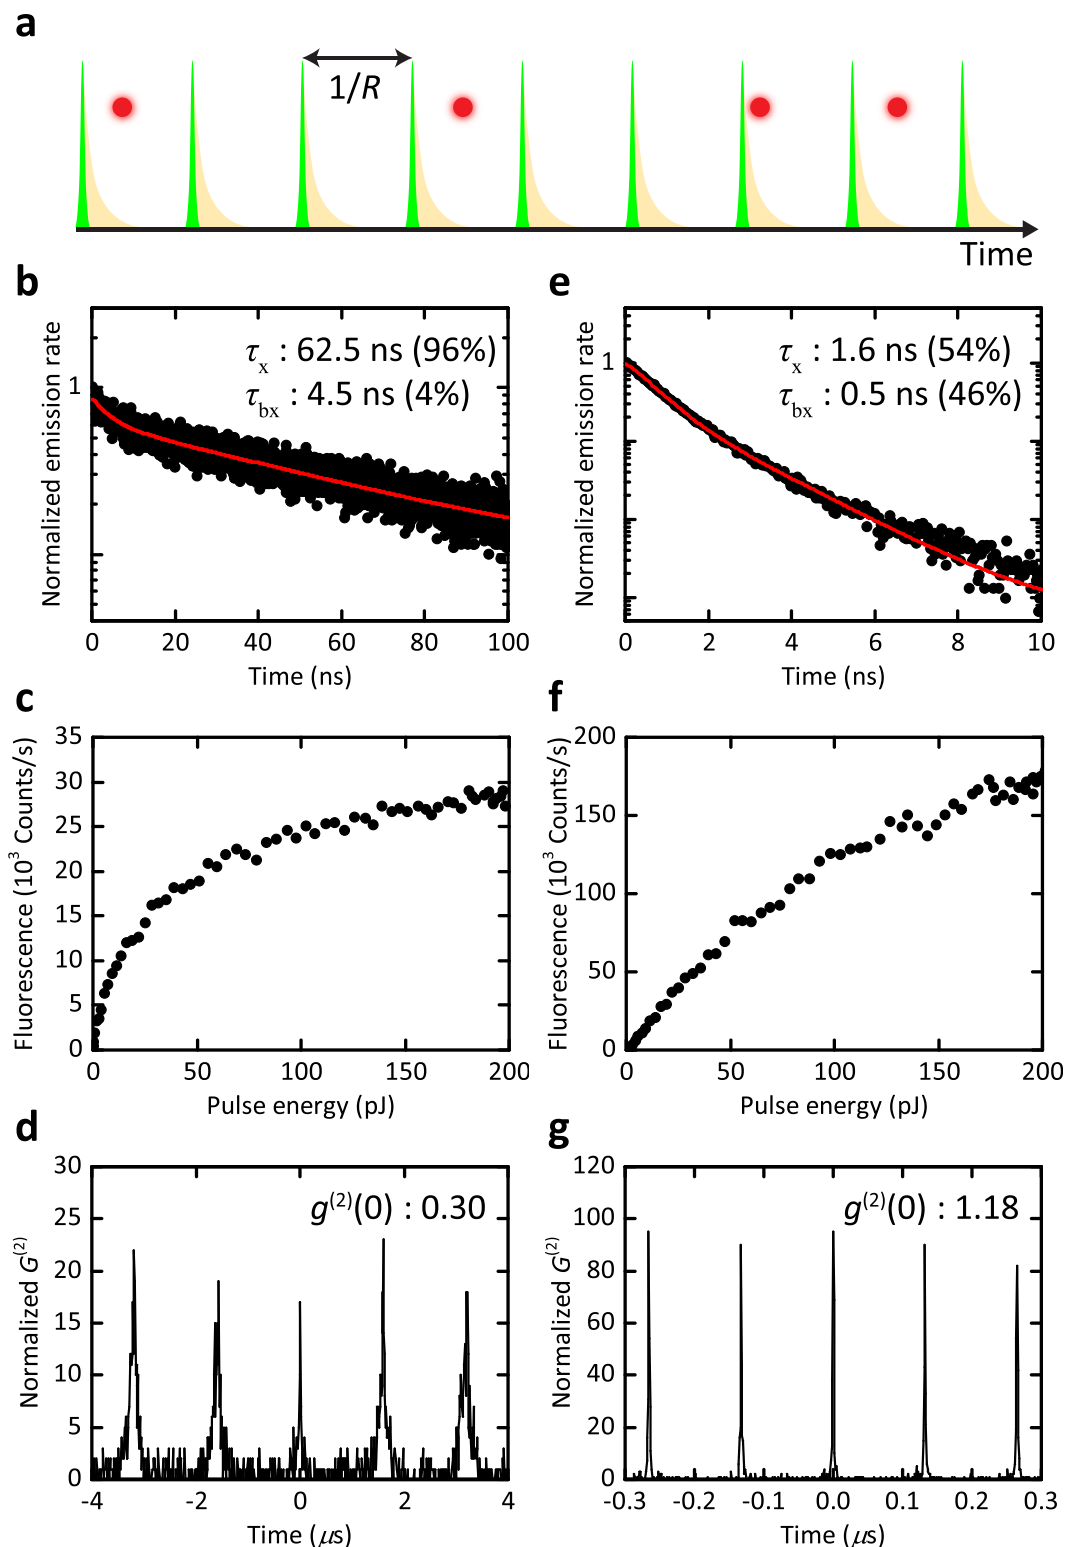 a
1/R
Time
b
Normalized emission rate
1
τx : 62.5 ns (96%)
τbx : 4.5 ns (4%)
0 20 40 60 80 100
Time (ns)
e
Normalized emission rate
1
τx : 1.6 ns (54%)
τbx : 0.5 ns (46%)
0 2 4 6 8 10
Time (ns)
c
Fluorescence (10³ Counts/s)
35
30
25
20
15
10
5
0
0 50 100 150 200
Pulse energy (pJ)
f
Fluorescence (10³ Counts/s)
200
150
100
50
0
0 50 100 150 200
Pulse energy (pJ)
d
Normalized G⁽²⁾
30
25
20
15
10
5
0
g⁽²⁾(0) : 0.30
-4 -2 0 2 4
Time (μs)
g
Normalized G⁽²⁾
120
100
80
60
40
20
0
g⁽²⁾(0) : 1.18
-0.3 -0.2 -0.1 0.0 0.1 0.2 0.3
Time (μs)